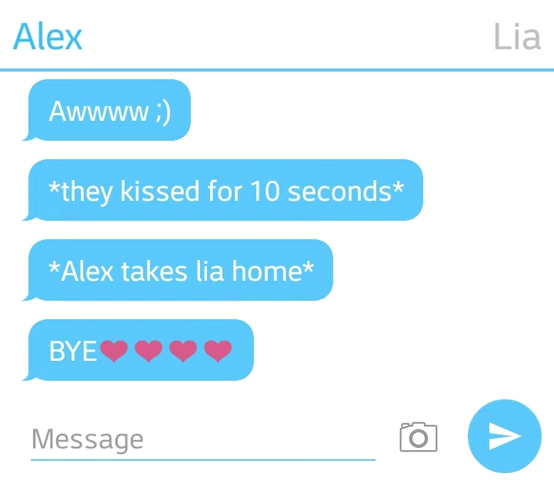 Alex Lia
Awwww ;)
*they kissed for 10 seconds*
*Alex takes lia home*
BYE❤❤❤❤
Message